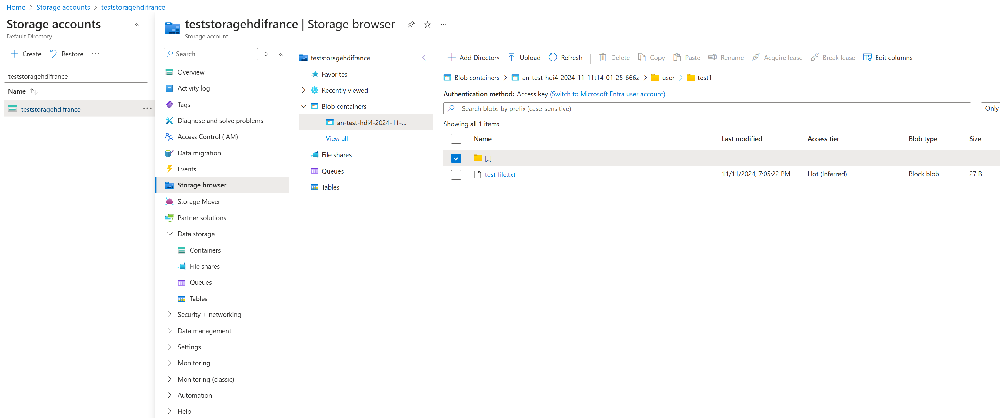 Home > Storage accounts > teststoragehdifrance
Storage accounts
Default Directory
Create Restore ...
teststoragehdifrance
Name
teststoragehdifrance ...
teststoragehdifrance | Storage browser ...
Storage account
Search
Overview
Activity log
Tags
Diagnose and solve problems
Access Control (IAM)
Data migration
Events
Storage browser
Storage Mover
Partner solutions
Data storage
Containers
File shares
Queues
Tables
Security + networking
Data management
Settings
Monitoring
Monitoring (classic)
Automation
Help
teststoragehdifrance
Favorites
Recently viewed
Blob containers
an-test-hdi4-2024-11-...
View all
File shares
Queues
Tables
Add Directory Upload Refresh Delete Copy Paste Rename Acquire lease Break lease Edit columns
Blob containers > an-test-hdi4-2024-11-11t14-01-25-666z > user > test1
Authentication method: Access key (Switch to Microsoft Entra user account)
Search blobs by prefix (case-sensitive) Only
Showing all 1 items
Name Last modified Access tier Blob type Size
[..]
test-file.txt 11/11/2024, 7:05:22 PM Hot (Inferred) Block blob 27 B